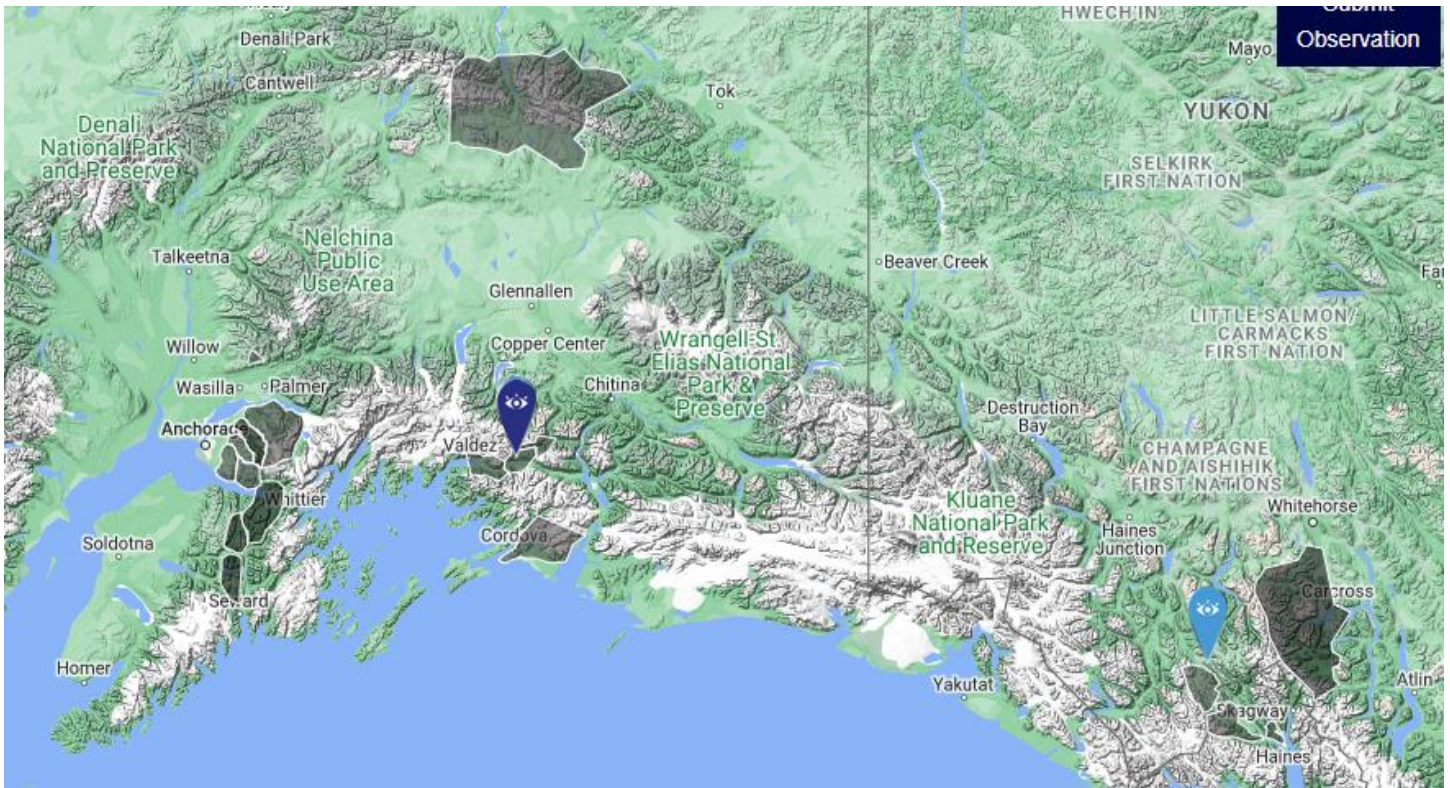 HWECH'IN
Submit
Observation
Denali Park
Mayo
Cantwell
Tok
YUKON
Denali
National Park
and Preserve
SELKIRK
FIRST NATION
Nelchina
Public
Use Area
Talkeetna
Beaver Creek
Glennallen
LITTLE SALMON/
CARMACKS
FIRST NATION
Willow
Copper Center
Wrangell-St.
Elias National
Park &
Preserve
Wasilla
Palmer
Chitina
Destruction
Bay
Anchorage
Valdez
CHAMPAGNE
AND AISHIHIK
FIRST NATIONS
Whittier
Kluane
National Park
and Reserve
Whitehorse
Soldotna
Cordova
Haines
Junction
Seward
Carcross
Homer
Yakutat
Atlin
Skagway
Haines